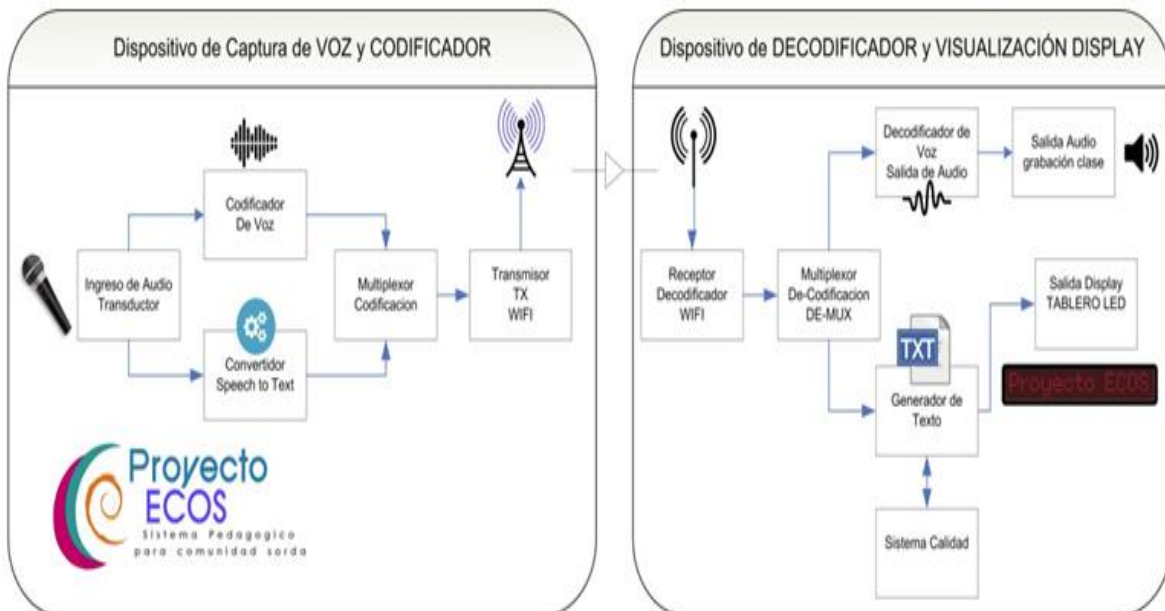 Dispositivo de Captura de VOZ y CODIFICADOR
Ingreso de Audio
Transductor
Codificador
De Voz
Convertidor
Speech to Text
Multiplexor
Codificacion
Transmisor
TX
WIFI
Proyecto
ECOS
Sistema Pedagogico
para comunidad sorda
Dispositivo de DECODIFICADOR y VISUALIZACIÓN DISPLAY
Receptor
Decodificador
WIFI
Multiplexor
De-Codificacion
DE-MUX
Decodificador de
Voz
Salida de Audio
Salida Audio
grabación clase
TXT
Generador de
Texto
Salida Display
TABLERO LED
Proyecto ECOS
Sistema Calidad